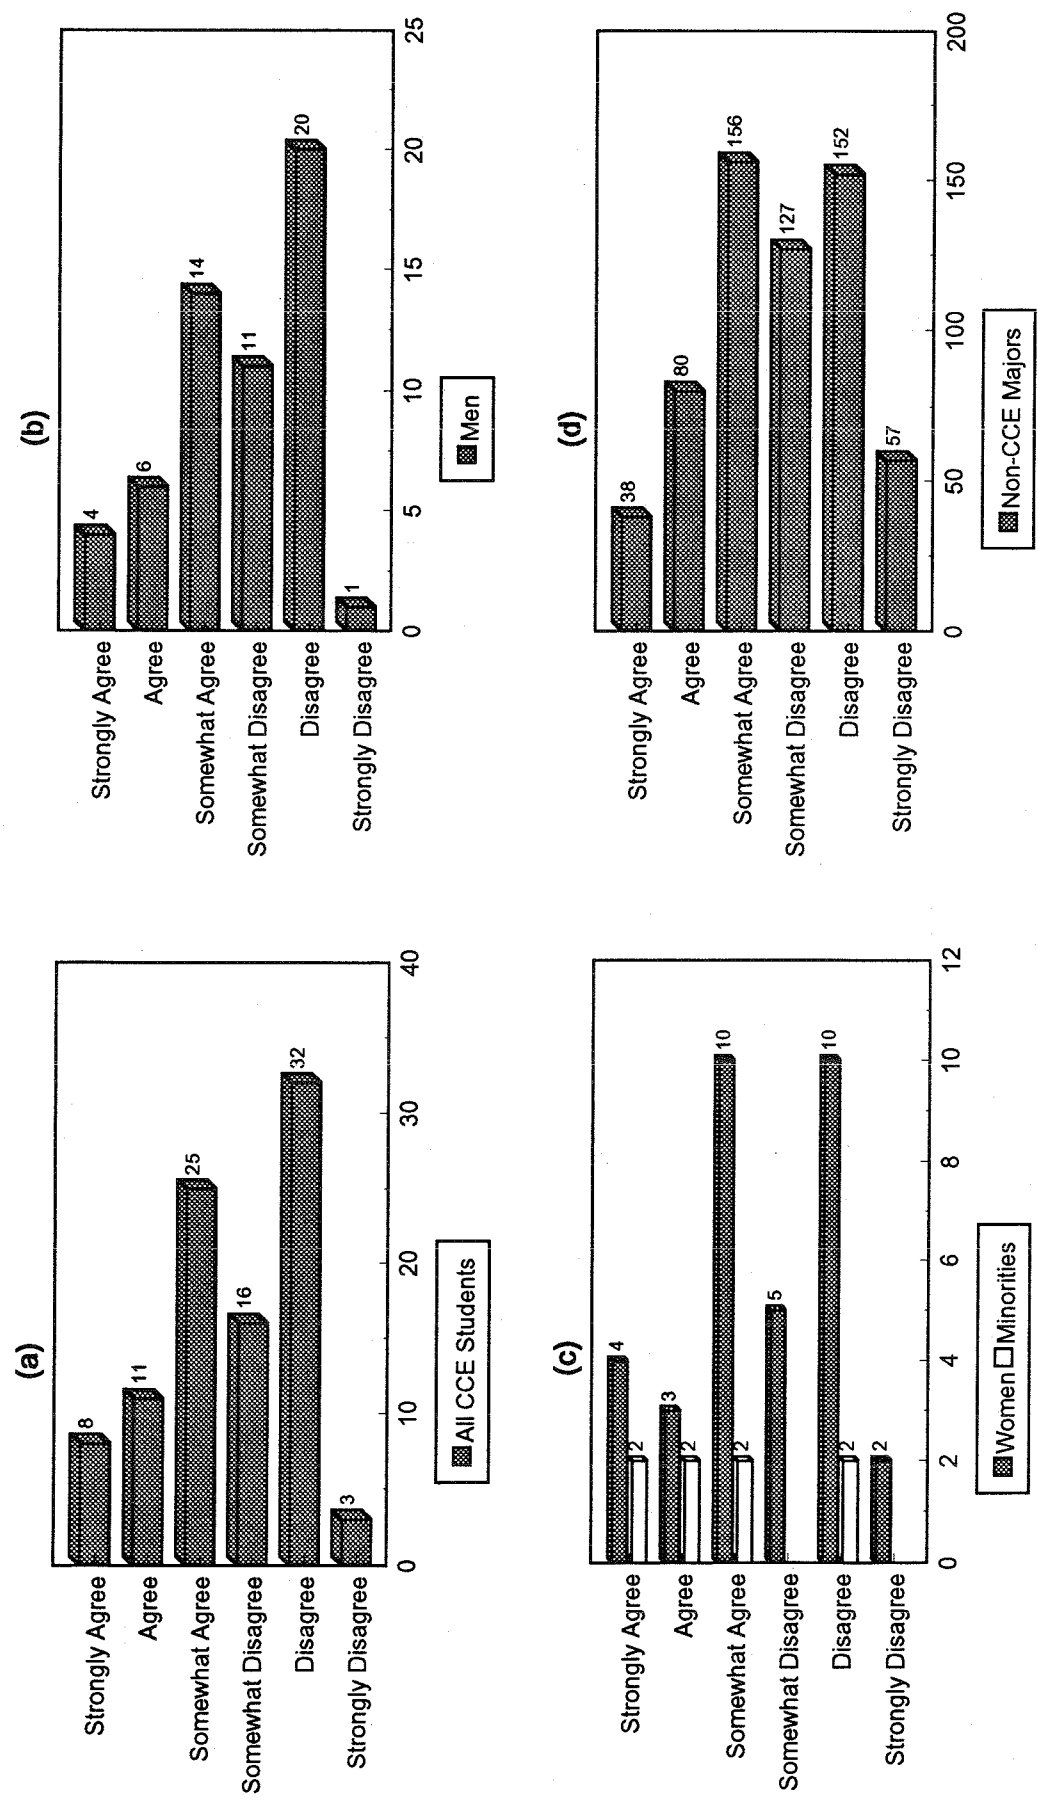 (a)
Strongly Agree 8
Agree 11
Somewhat Agree 25
Somewhat Disagree 16
Disagree 32
Strongly Disagree 3
0 10 20 30 40
All CCE Students
(b)
Strongly Agree 4
Agree 6
Somewhat Agree 14
Somewhat Disagree 11
Disagree 20
Strongly Disagree 1
0 5 10 15 20 25
Men
(c)
Strongly Agree 4
2
Agree 3
2
Somewhat Agree 10
2
Somewhat Disagree 5
Disagree 10
2
Strongly Disagree 2
0 2 4 6 8 10 12
Women Minorities
(d)
Strongly Agree 38
Agree 80
Somewhat Agree 156
Somewhat Disagree 127
Disagree 152
Strongly Disagree 57
0 50 100 150 200
Non-CCE Majors